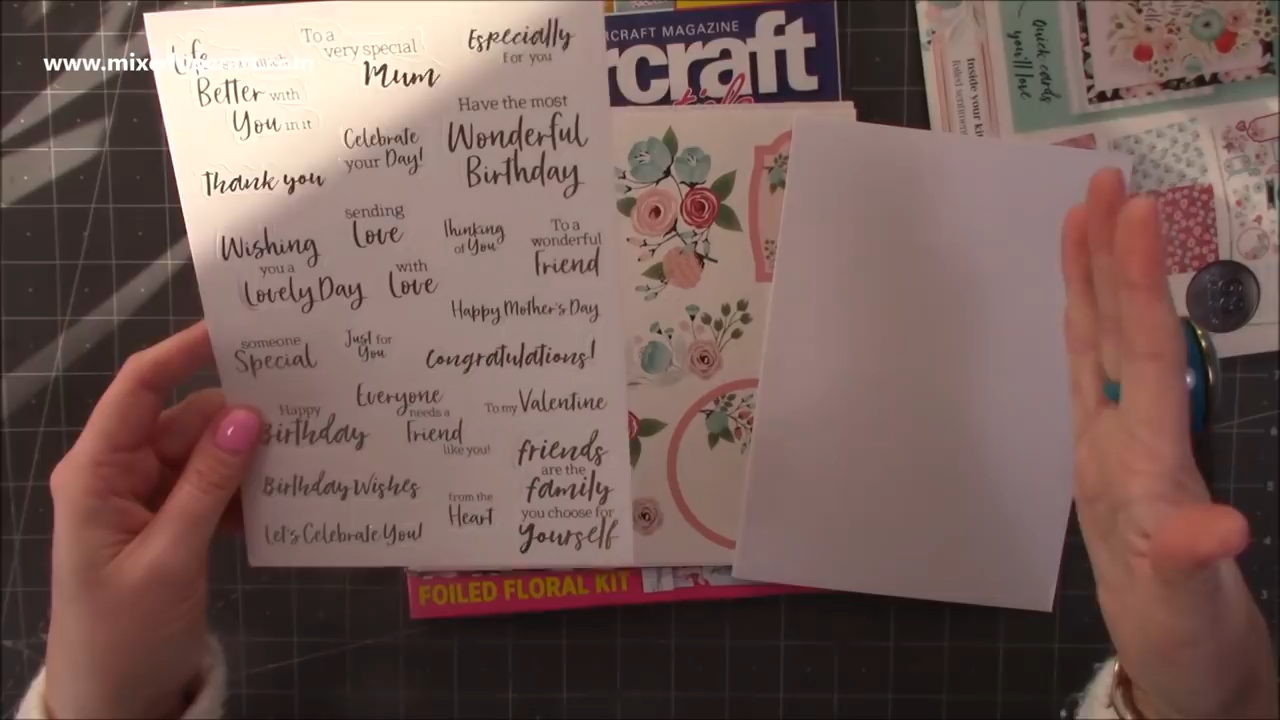 www.mix
Life
Better with
You in it
To a
very special
Mum
Especially
for you
Celebrate
your Day!
Have the most
Wonderful
Birthday
Thank you
sending
Love
Wishing
you a
Lovely Day
Thinking
of You
To a
wonderful
Friend
with
Love
Happy Mother's Day
someone
Special
Just for
You
Congratulations!
Everyone
needs a
Friend
like you!
To my Valentine
Happy
Birthday
friends
are the
family
you choose for
yourself
Birthday Wishes
from the
Heart
Let's Celebrate You!
RCRAFT MAGAZINE
rcraft
FOILED FLORAL KIT
Quick cards
you'll love
Inside your ki
foiled sentiment